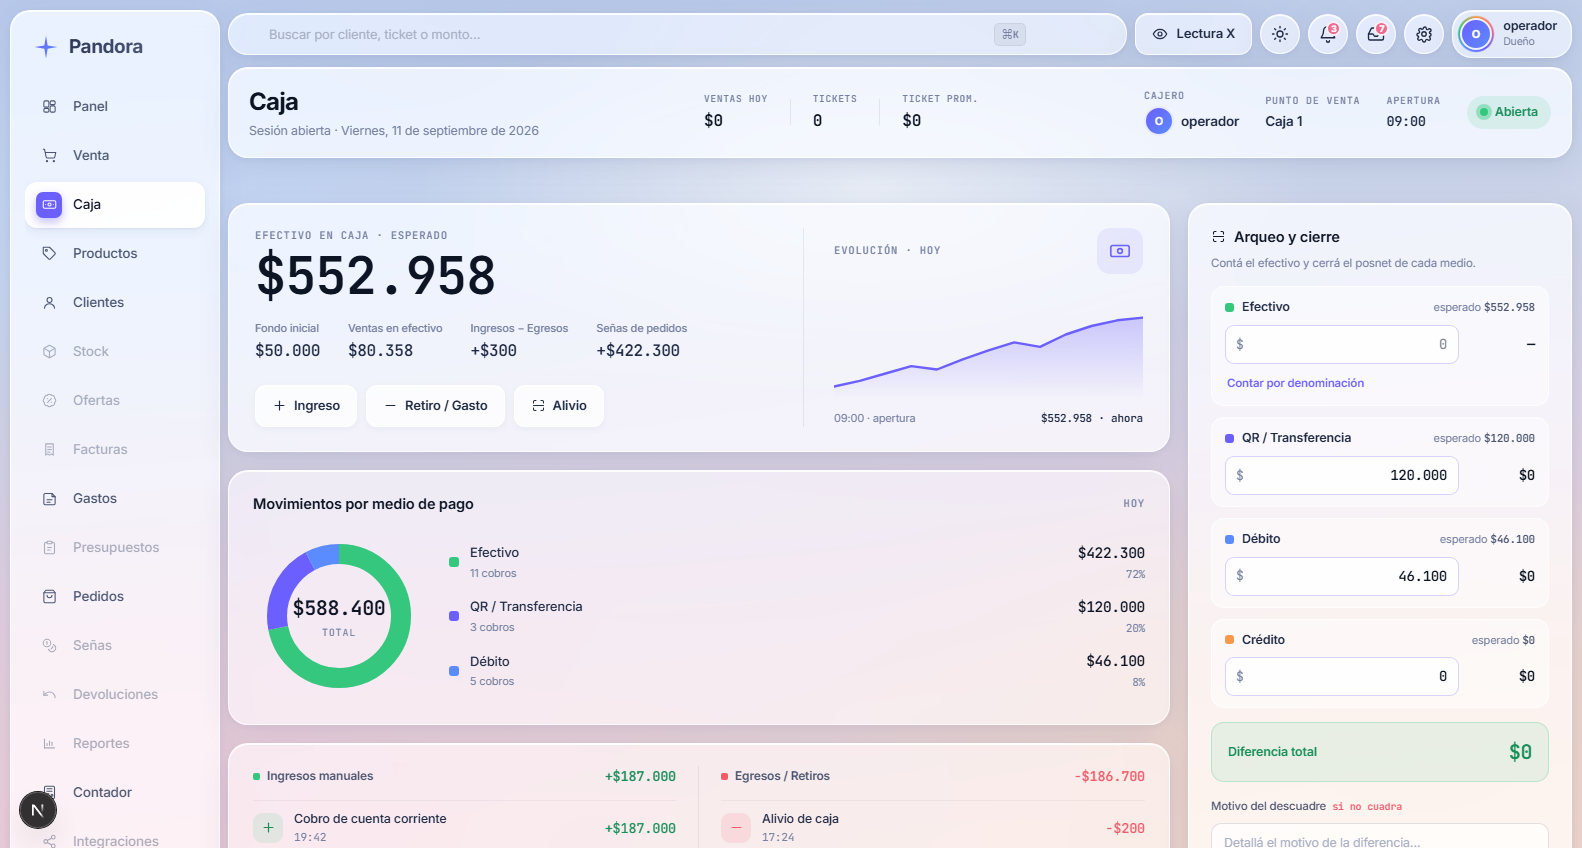 Pandora
Panel
Venta
Caja
Productos
Clientes
Stock
Ofertas
Facturas
Gastos
Presupuestos
Pedidos
Señas
Devoluciones
Reportes
Contador
Integraciones
N
Buscar por cliente, ticket o monto...
⌘K
Lectura X
3
7
O
operador
Dueño
Caja
Sesión abierta · Viernes, 11 de septiembre de 2026
VENTAS HOY
$0
TICKETS
0
TICKET PROM.
$0
CAJERO
O operador
PUNTO DE VENTA
Caja 1
APERTURA
09:00
Abierta
EFECTIVO EN CAJA · ESPERADO
$552.958
Fondo inicial
$50.000
Ventas en efectivo
$80.358
Ingresos – Egresos
+$300
Señas de pedidos
+$422.300
Ingreso
Retiro / Gasto
Alivio
EVOLUCIÓN · HOY
09:00 · apertura
$552.958 · ahora
Movimientos por medio de pago
HOY
$588.400
TOTAL
Efectivo
11 cobros
$422.300
72%
QR / Transferencia
3 cobros
$120.000
20%
Débito
5 cobros
$46.100
8%
Ingresos manuales
+$187.000
Cobro de cuenta corriente
19:42
+$187.000
Egresos / Retiros
-$186.700
Alivio de caja
17:24
-$200
Arqueo y cierre
Contá el efectivo y cerrá el posnet de cada medio.
Efectivo
esperado $552.958
$ 0
—
Contar por denominación
QR / Transferencia
esperado $120.000
$ 120.000
$0
Débito
esperado $46.100
$ 46.100
$0
Crédito
esperado $0
$ 0
$0
Diferencia total
$0
Motivo del descuadre si no cuadra
Detallá el motivo de la diferencia...